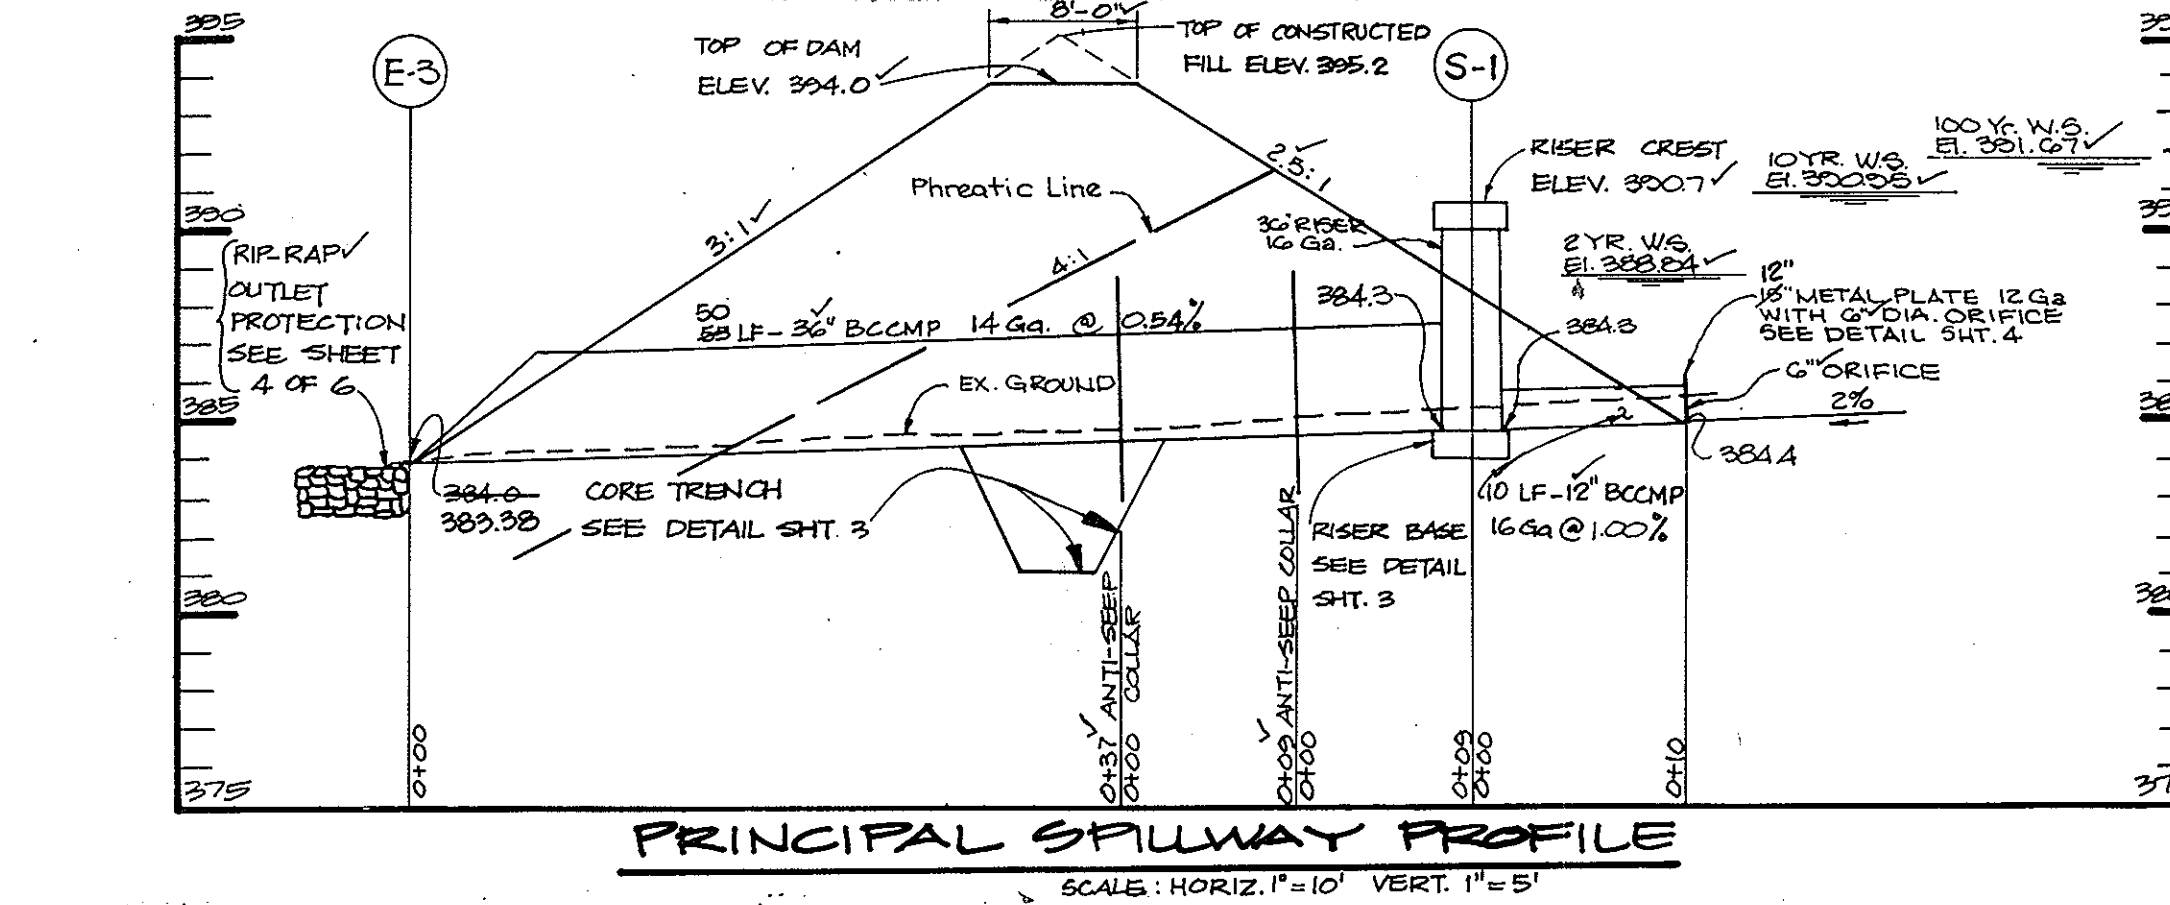 395
E-3
TOP OF DAM
ELEV. 394.0
8'-0"
TOP OF CONSTRUCTED
FILL ELEV. 395.2
S-1
RISER CREST
ELEV. 390.7
10 YR. W.S.
El. 390.95
100 Yr. W.S.
El. 391.67
2.5:1
Phreatic Line
3:1
4:1
36" RISER
16 Ga.
2 YR. W.S.
El. 388.84
390
RIP-RAP
OUTLET
PROTECTION
SEE SHEET
4 OF 6
50
55 LF - 36" BCCMP 14 Ga. @ 0.54%
384.3
384.3
12"
15" METAL PLATE 12 Ga
WITH 6" DIA. ORIFICE
SEE DETAIL SHT. 4
6" ORIFICE
2%
385
EX. GROUND
384.4
384.0
383.38
CORE TRENCH
SEE DETAIL SHT. 3
10 LF-12" BCCMP
16 Ga @ 1.00%
RISER BASE
SEE DETAIL
SHT. 3
380
ANTI-SEEP
COLLAR
ANTI-SEEP COLLAR
0+00
0+37
0+00
0+09
0+00
0+09
0+00
0+10
375
PRINCIPAL SPILLWAY PROFILE
SCALE: HORIZ. 1"=10' VERT. 1"=5'